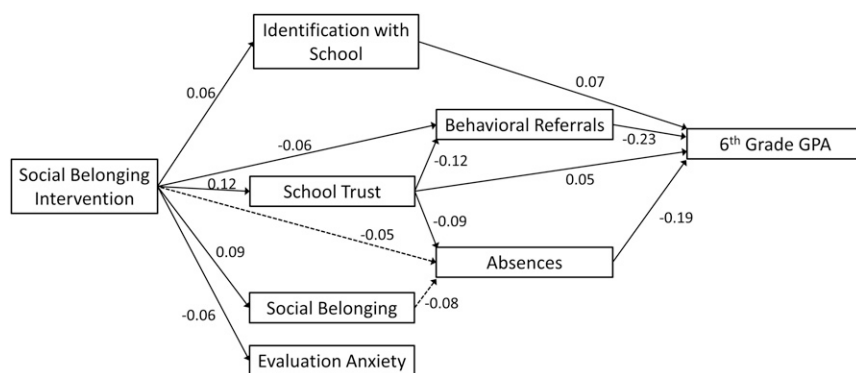 Identification with
School
0.06
0.07
Behavioral Referrals
-0.06
-0.23
6th Grade GPA
-0.12
Social Belonging
Intervention
0.12
School Trust
0.05
-0.09
-0.19
-0.05
Absences
0.09
-0.08
Social Belonging
-0.06
Evaluation Anxiety